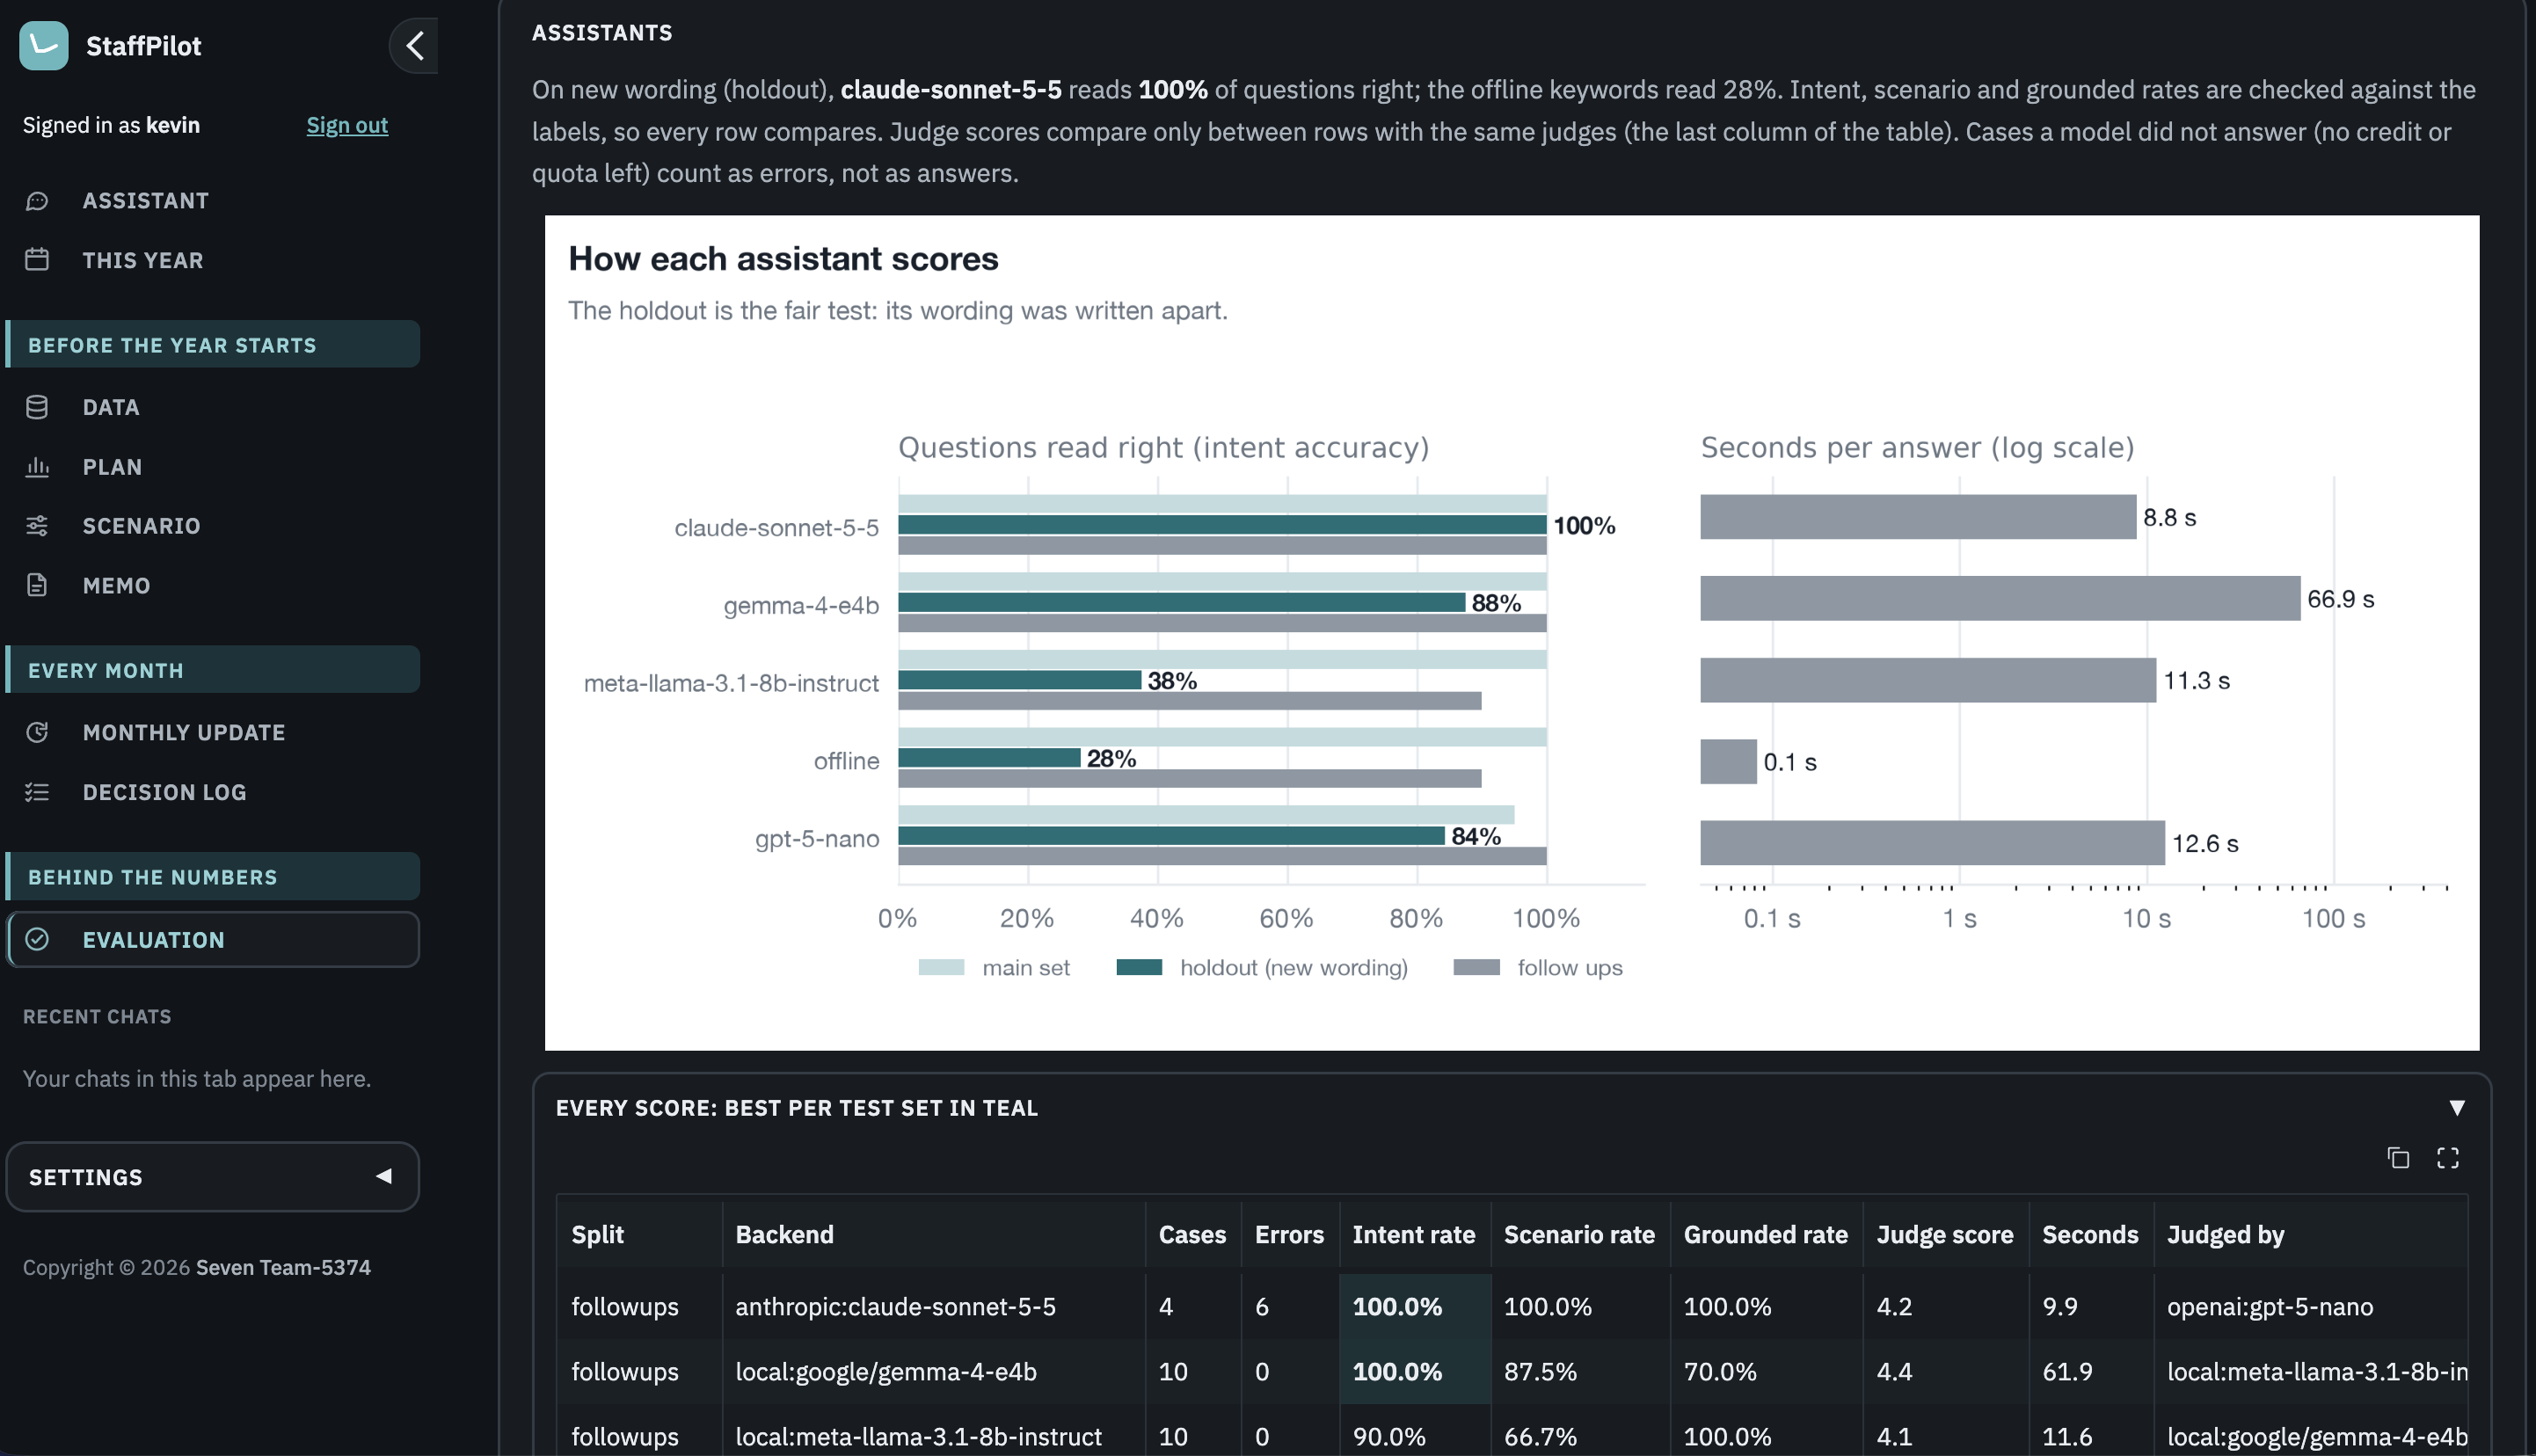 StaffPilot
Signed in as kevin
Sign out
ASSISTANT
THIS YEAR
BEFORE THE YEAR STARTS
DATA
PLAN
SCENARIO
MEMO
EVERY MONTH
MONTHLY UPDATE
DECISION LOG
BEHIND THE NUMBERS
EVALUATION
RECENT CHATS
Your chats in this tab appear here.
SETTINGS
Copyright © 2026 Seven Team-5374
ASSISTANTS
On new wording (holdout), claude-sonnet-5-5 reads 100% of questions right; the offline keywords read 28%. Intent, scenario and grounded rates are checked against the
labels, so every row compares. Judge scores compare only between rows with the same judges (the last column of the table). Cases a model did not answer (no credit or
quota left) count as errors, not as answers.
How each assistant scores
The holdout is the fair test: its wording was written apart.
Questions read right (intent accuracy)
claude-sonnet-5-5 100%
gemma-4-e4b 88%
meta-llama-3.1-8b-instruct 38%
offline 28%
gpt-5-nano 84%
0% 20% 40% 60% 80% 100%
main set holdout (new wording) follow ups
Seconds per answer (log scale)
8.8 s
66.9 s
11.3 s
0.1 s
12.6 s
0.1 s 1 s 10 s 100 s
EVERY SCORE: BEST PER TEST SET IN TEAL
Split Backend Cases Errors Intent rate Scenario rate Grounded rate Judge score Seconds Judged by
followups anthropic:claude-sonnet-5-5 4 6 100.0% 100.0% 100.0% 4.2 9.9 openai:gpt-5-nano
followups local:google/gemma-4-e4b 10 0 100.0% 87.5% 70.0% 4.4 61.9 local:meta-llama-3.1-8b-in
followups local:meta-llama-3.1-8b-instruct 10 0 90.0% 66.7% 100.0% 4.1 11.6 local:google/gemma-4-e4b